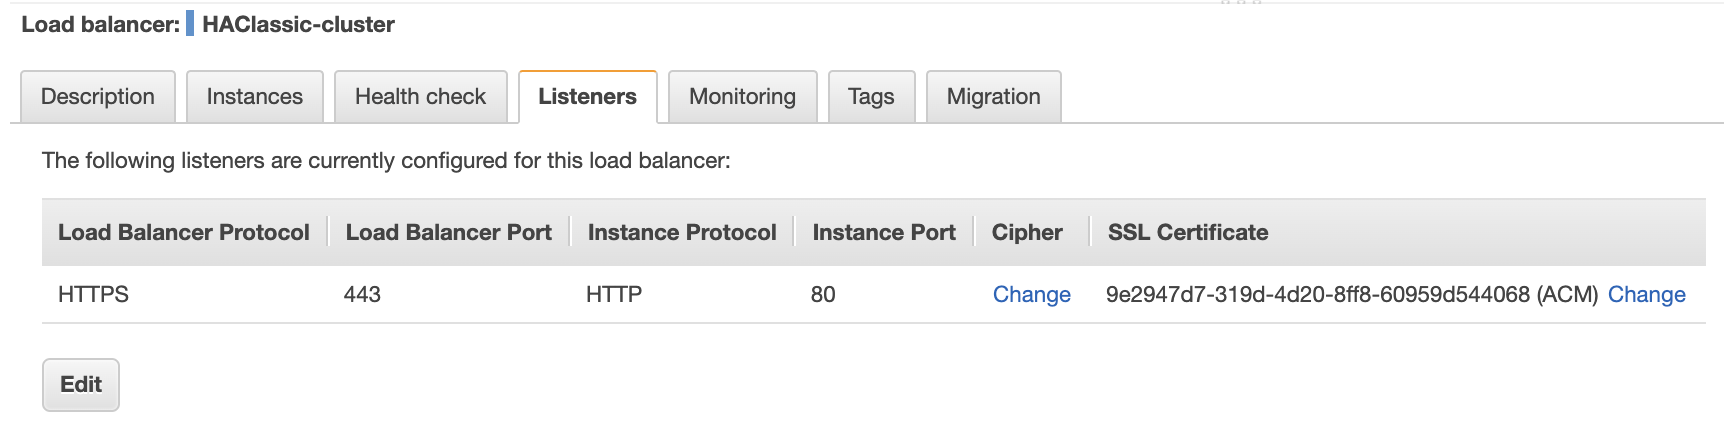 Load balancer: HAClassic-cluster
Description Instances Health check Listeners Monitoring Tags Migration
The following listeners are currently configured for this load balancer:
Load Balancer Protocol Load Balancer Port Instance Protocol Instance Port Cipher SSL Certificate
HTTPS 443 HTTP 80 Change 9e2947d7-319d-4d20-8ff8-60959d544068 (ACM) Change
Edit